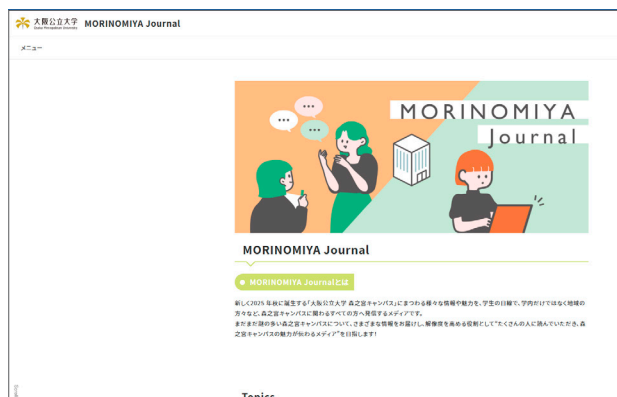 大阪公立大学 MORINOMIYA Journal
Osaka Metropolitan University
メニュー
MORINOMIYA
Journal
MORINOMIYA Journal
MORINOMIYA Journalとは
新しく2025 年秋に誕生する「大阪公立大学 森之宮キャンパス」にまつわる様々な情報や魅力を、学生の目線で、学内だけではなく地域の
方々など、森之宮キャンパスに関わるすべての方へ発信するメディアです。
まだまだ謎の多い森之宮キャンパスについて、さまざまな情報をお届けし、解像度を高める役割として“たくさんの人に読んでいただき、森
之宮キャンパスの魅力が伝わるメディア”を目指します！
Topics
Scroll